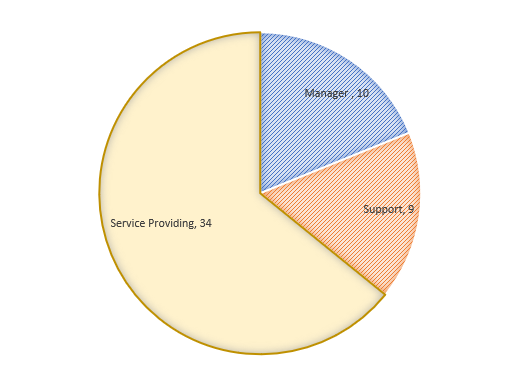 Manager , 10
Support, 9
Service Providing, 34